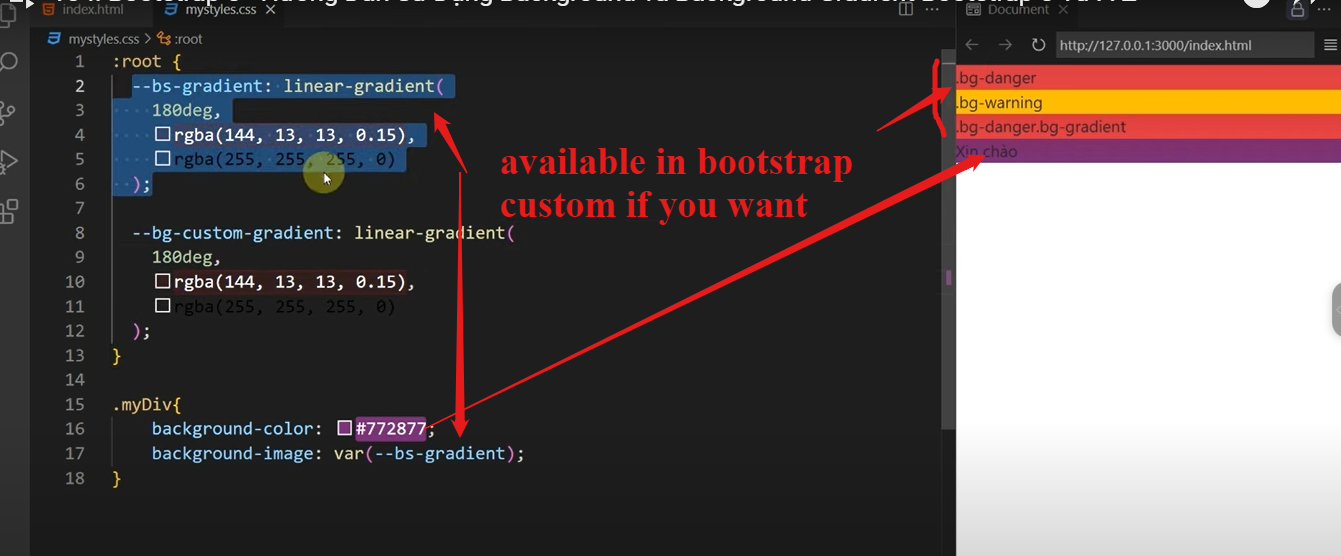 index.html
mystyles.css
Document
mystyles.css > :root
http://127.0.0.1:3000/index.html
1 :root {
2 --bs-gradient: linear-gradient(
3 180deg,
4 rgba(144, 13, 13, 0.15),
5 rgba(255, 255, 255, 0)
6 );
7
8 --bg-custom-gradient: linear-gradient(
9 180deg,
10 rgba(144, 13, 13, 0.15),
11 rgba(255, 255, 255, 0)
12 );
13 }
14
15 .myDiv{
16 background-color: #772877;
17 background-image: var(--bs-gradient);
18 }
available in bootstrap
custom if you want
.bg-danger
.bg-warning
.bg-danger.bg-gradient
Xin chào